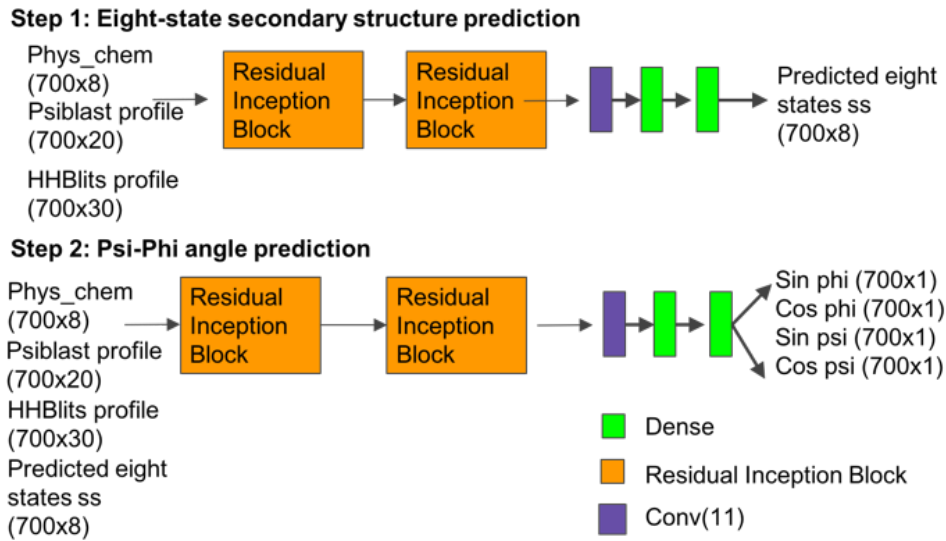 Step 1: Eight-state secondary structure prediction
Phys_chem
(700x8)
Psiblast profile
(700x20)
HHBlits profile
(700x30)
Residual
Inception
Block
Residual
Inception
Block
Predicted eight
states ss
(700x8)
Step 2: Psi-Phi angle prediction
Phys_chem
(700x8)
Psiblast profile
(700x20)
HHBlits profile
(700x30)
Predicted eight
states ss
(700x8)
Residual
Inception
Block
Residual
Inception
Block
Sin phi (700x1)
Cos phi (700x1)
Sin psi (700x1)
Cos psi (700x1)
Dense
Residual Inception Block
Conv(11)